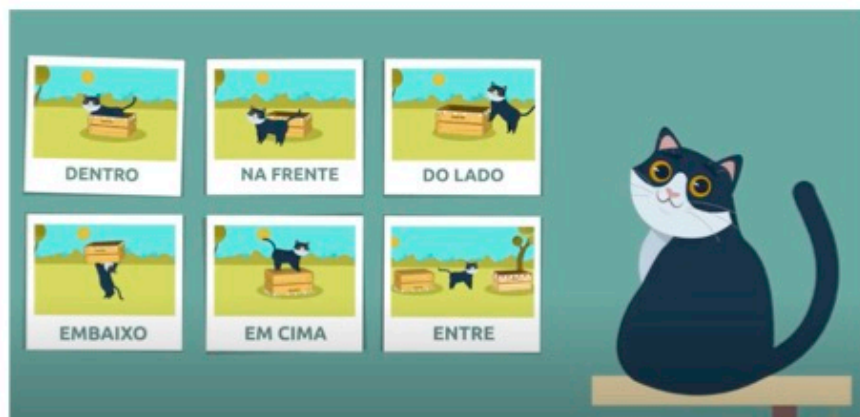 DENTRO
NA FRENTE
DO LADO
EMBAIXO
EM CIMA
ENTRE